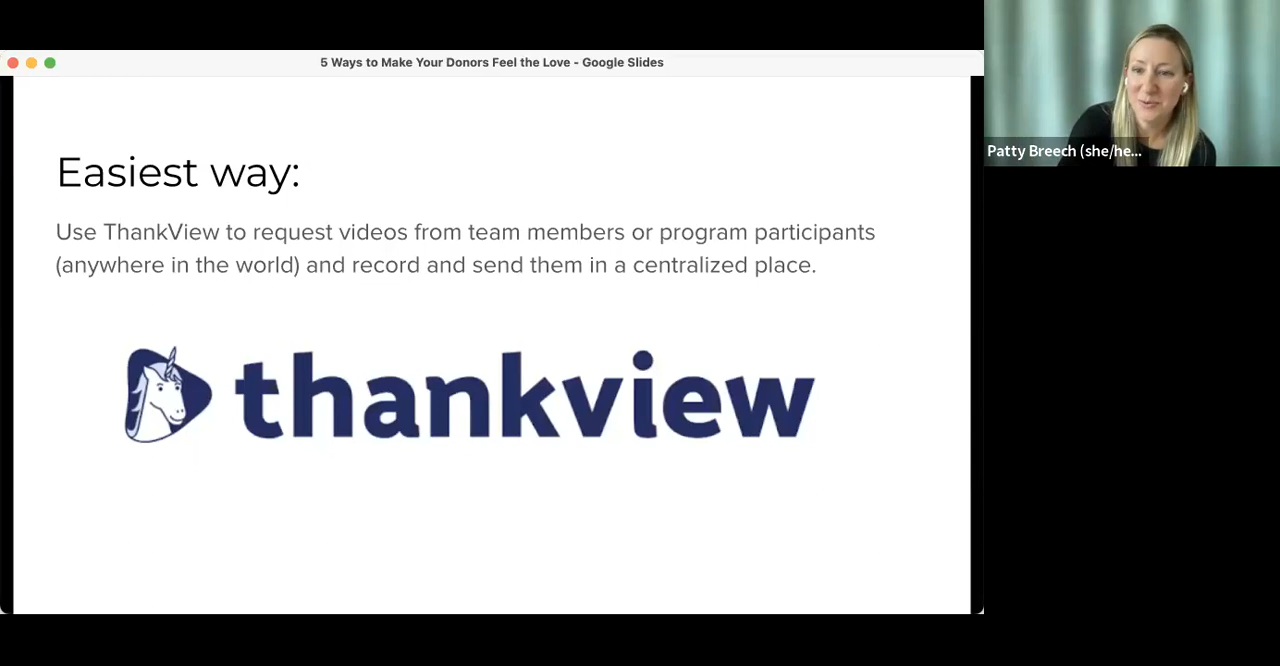 5 Ways to Make Your Donors Feel the Love - Google Slides
Easiest way:
Use ThankView to request videos from team members or program participants
(anywhere in the world) and record and send them in a centralized place.
thankview
Patty Breech (she/he...